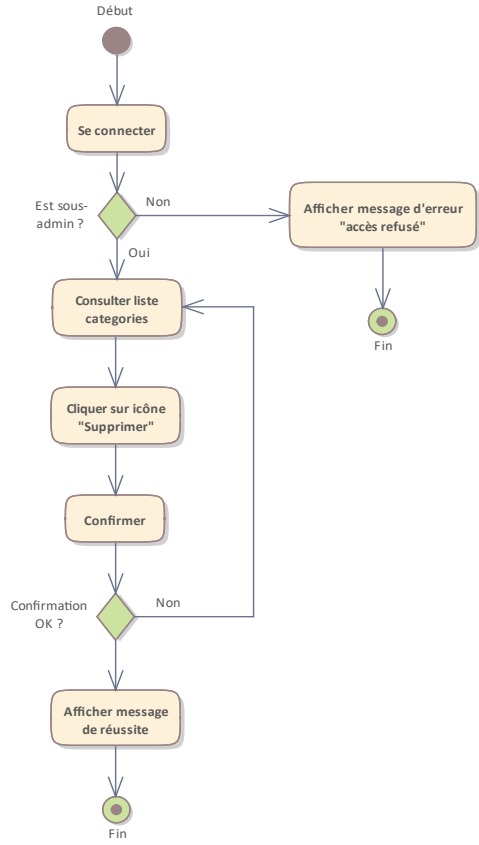 Début
Se connecter
Est sous-
admin ?
Non
Afficher message d'erreur
"accès refusé"
Oui
Consulter liste
categories
Fin
Cliquer sur icône
"Supprimer"
Confirmer
Confirmation
OK ?
Non
Afficher message
de réussite
Fin